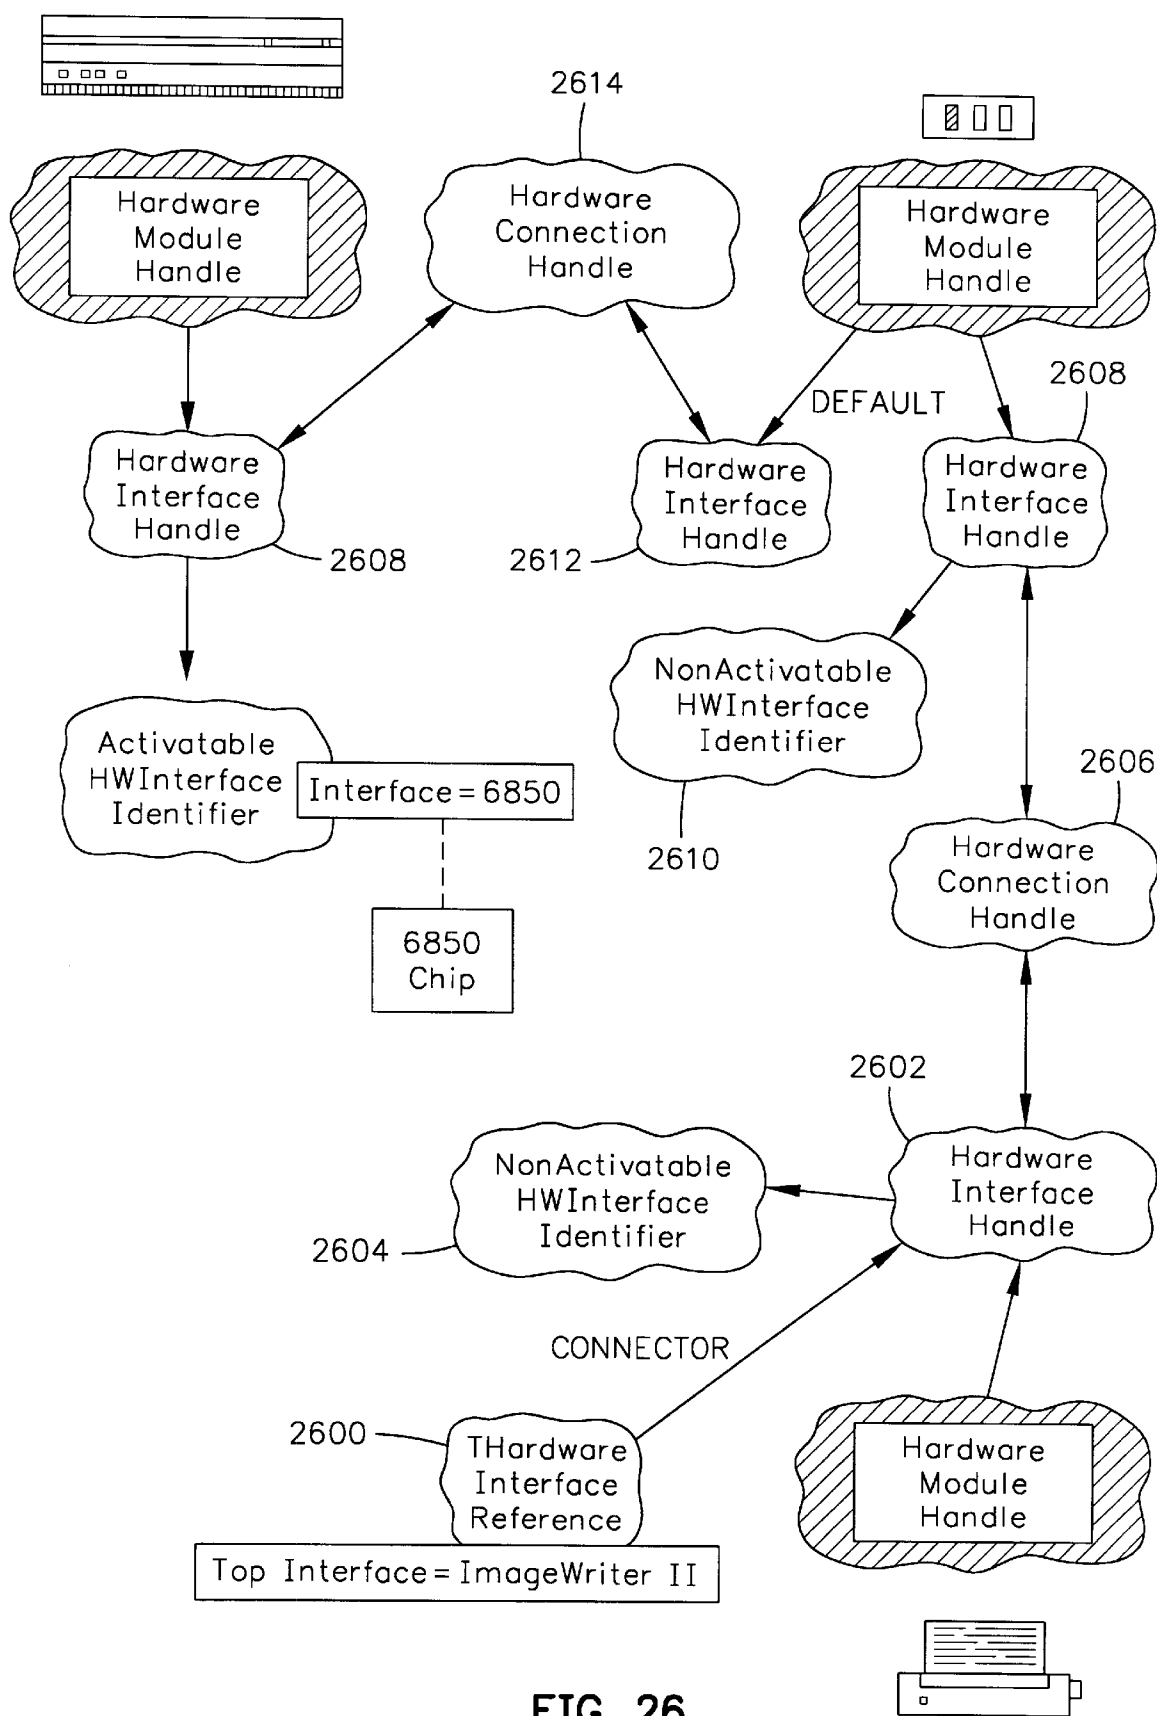 2614
Hardware
Module
Handle
Hardware
Connection
Handle
Hardware
Module
Handle
DEFAULT
2608
Hardware
Interface
Handle
2608
Hardware
Interface
Handle
2612
Hardware
Interface
Handle
NonActivatable
HWInterface
Identifier
2610
Activatable
HWInterface
Identifier
Interface = 6850
6850
Chip
2606
Hardware
Connection
Handle
2602
Hardware
Interface
Handle
NonActivatable
HWInterface
Identifier
2604
CONNECTOR
2600
THardware
Interface
Reference
Top Interface = ImageWriter II
Hardware
Module
Handle
FIG. 26